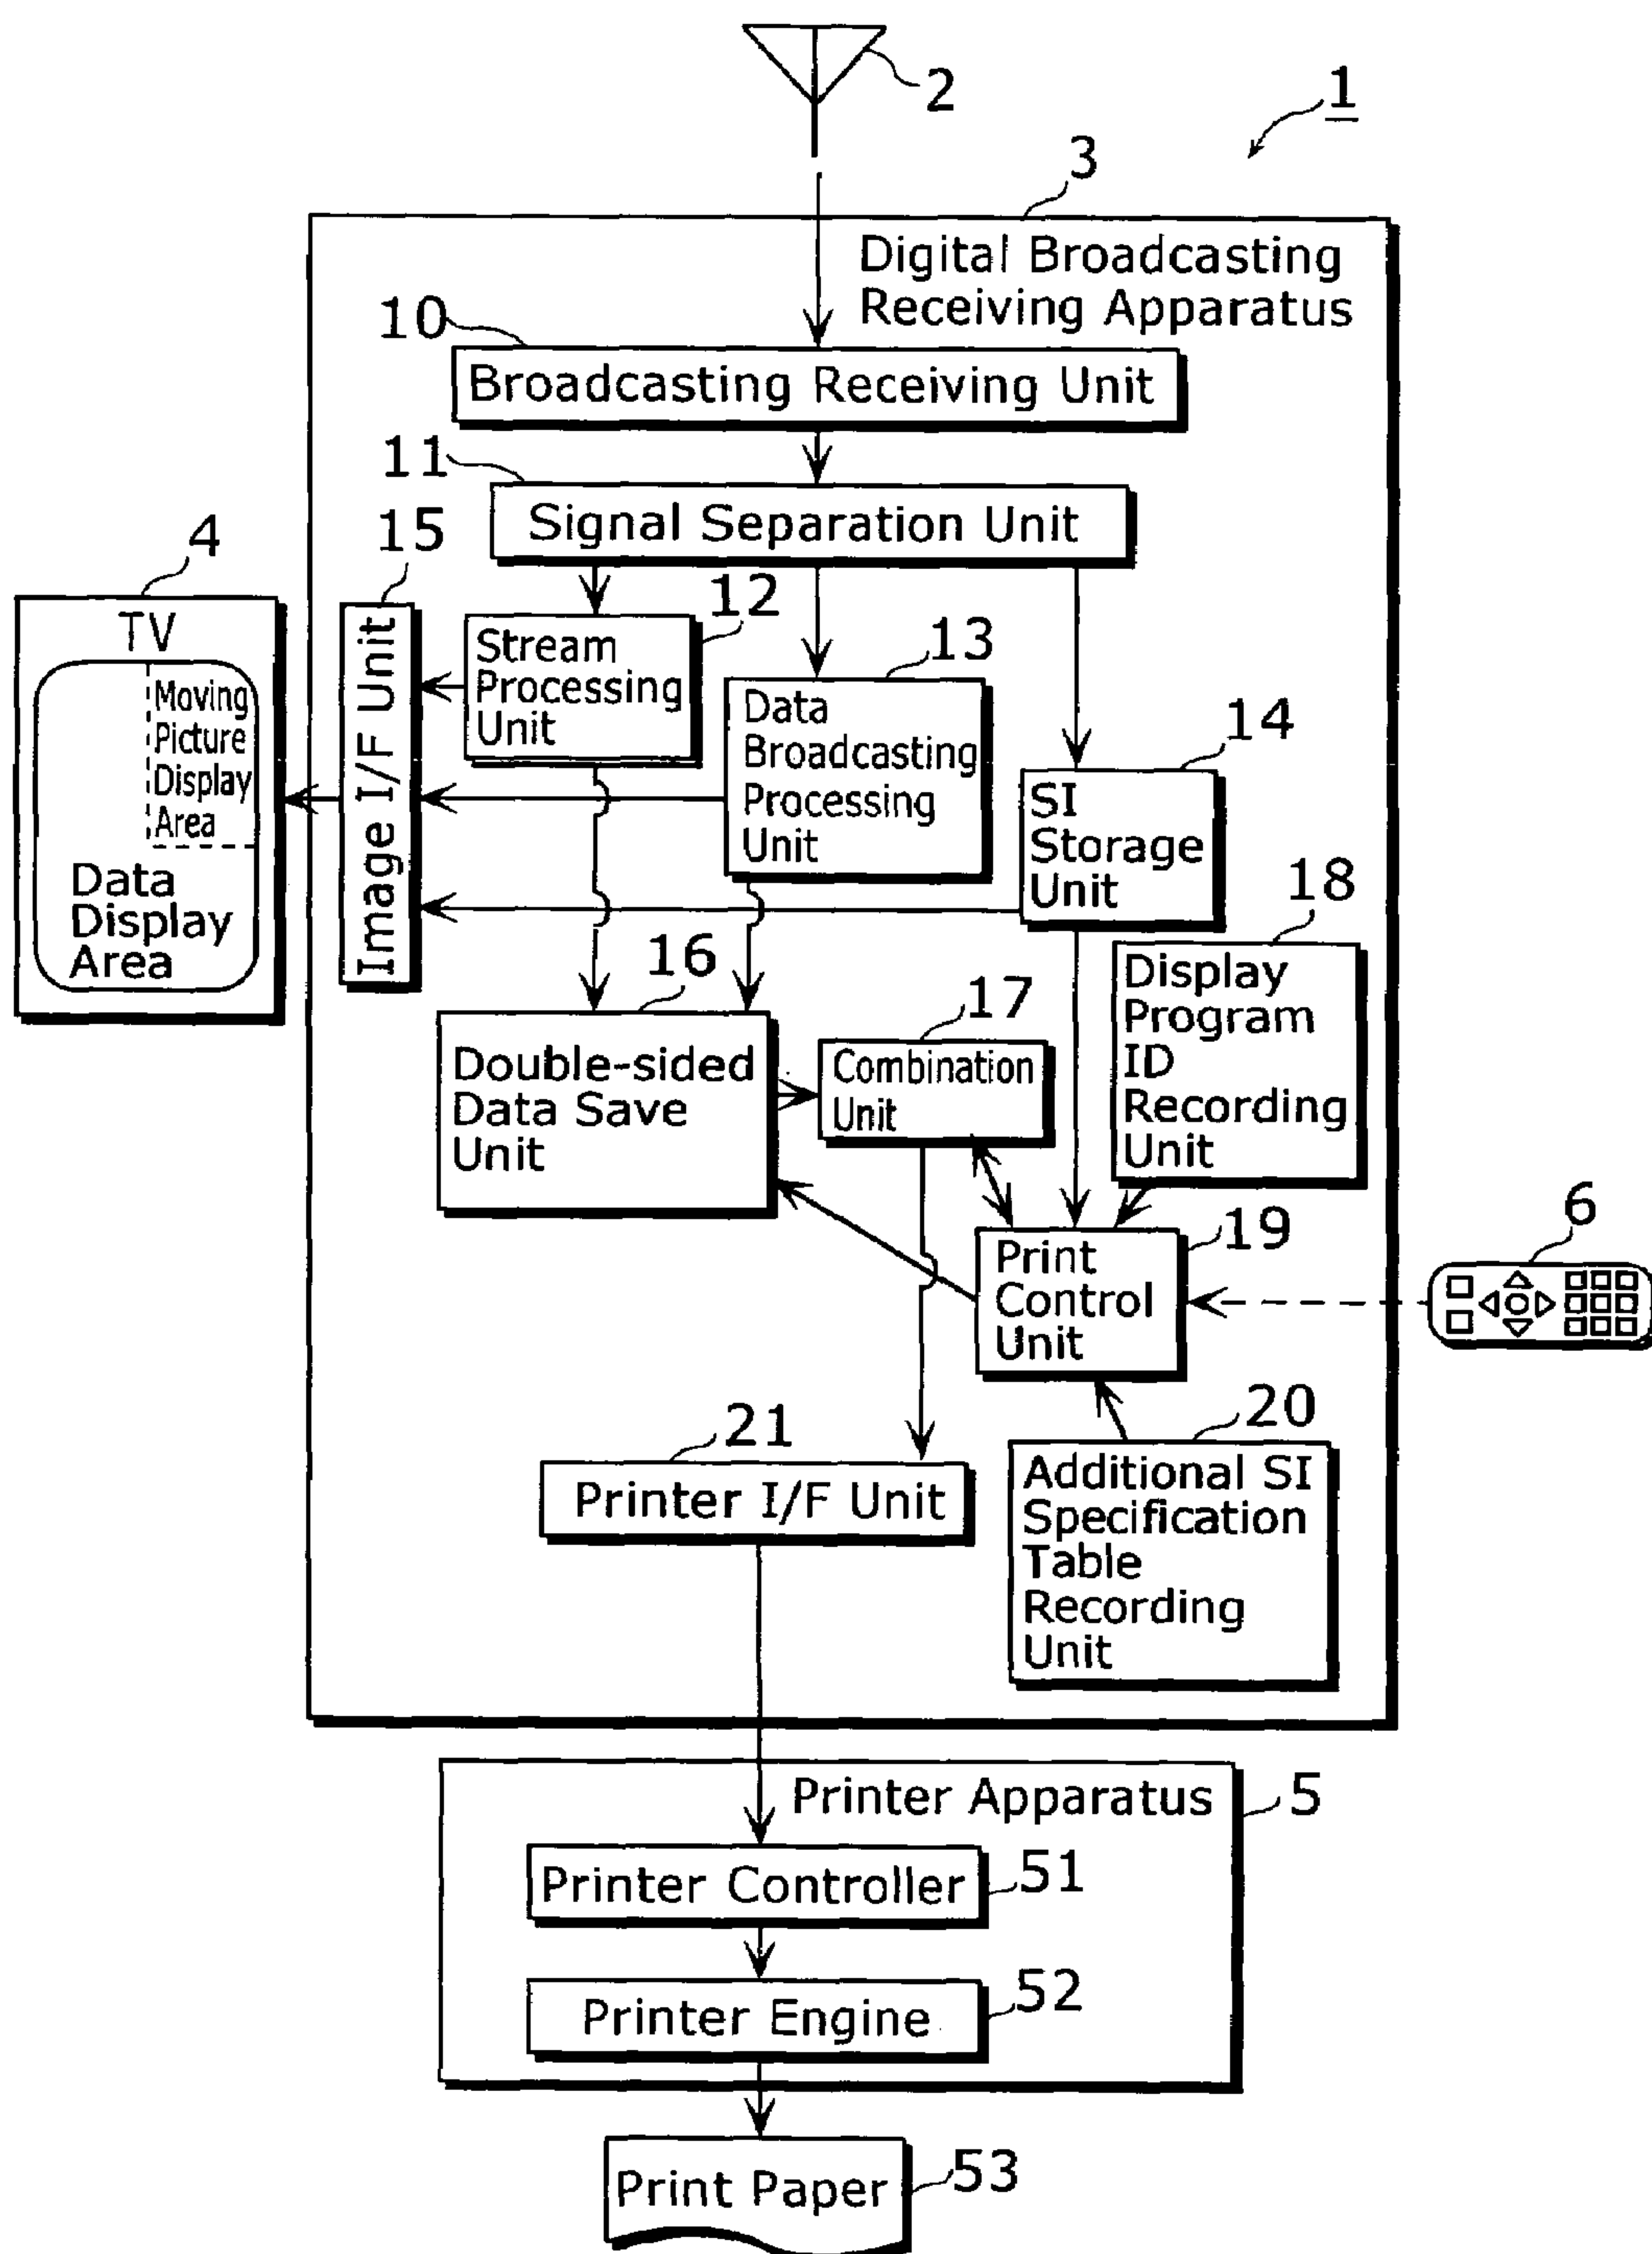 2
1
3
Digital Broadcasting
Receiving Apparatus
10
Broadcasting Receiving Unit
11
Signal Separation Unit
15
Image I/F Unit
4
TV
Moving
Picture
Display
Area
Data
Display
Area
12
Stream
Processing
Unit
13
Data
Broadcasting
Processing
Unit
14
SI
Storage
Unit
18
Display
Program
ID
Recording
Unit
16
Double-sided
Data Save
Unit
17
Combination
Unit
19
Print
Control
Unit
6
20
Additional SI
Specification
Table
Recording
Unit
21
Printer I/F Unit
Printer Apparatus
5
Printer Controller
51
Printer Engine
52
Print Paper
53